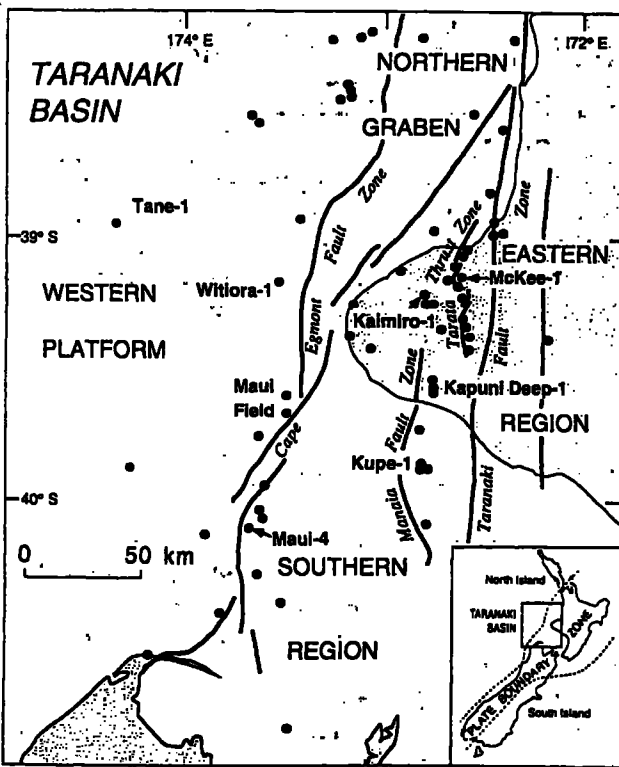 174° E
172° E
TARANAKI
BASIN
NORTHERN
GRABEN
Tane-1
Zone
Fault
Egmont
39° S
Thrust Zone
Tarata
Zone
Fault
Taranaki
EASTERN
REGION
McKee-1
WESTERN
PLATFORM
Witiora-1
Kaimiro-1
Maui
Field
Cape
Zone
Fault
Manaia
Kapuni Deep-1
Kupe-1
40° S
Maui-4
0 50 km
SOUTHERN
REGION
North Island
TARANAKI
BASIN
PLATE BOUNDARY ZONE
South Island